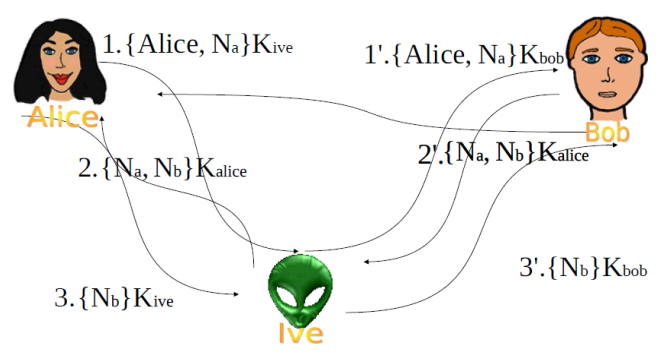 1.{Alice, Na}Kive
1'.{Alice, Na}Kbob
Alice
Bob
2.{Na, Nb}Kalice
2'.{Na, Nb}Kalice
3.{Nb}Kive
3'.{Nb}Kbob
Ive